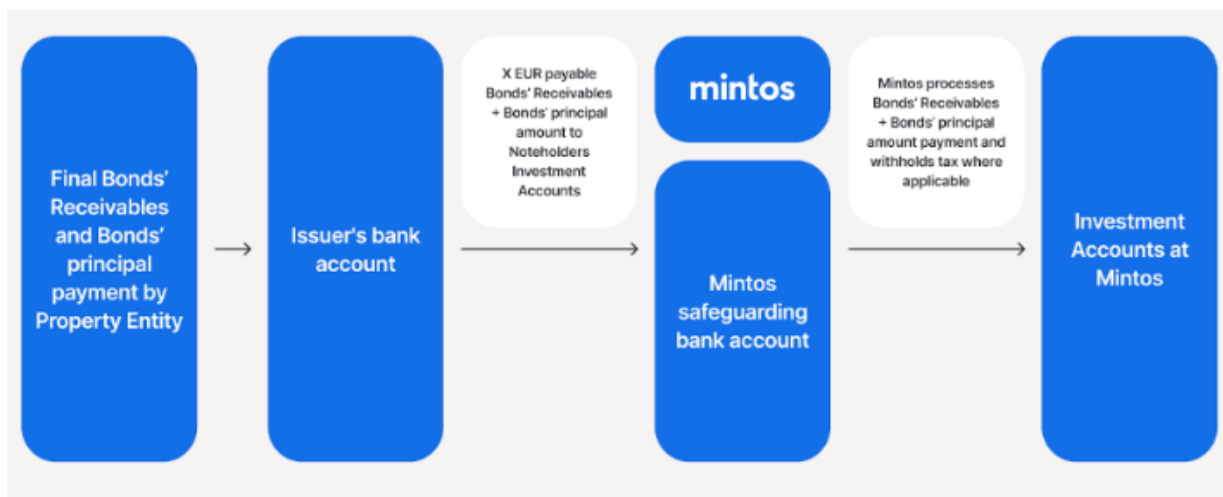 Final Bonds'
Receivables
and Bonds'
principal
payment by
Property Entity
Issuer's bank
account
X EUR payable
Bonds' Receivables
+ Bonds' principal
amount to
Noteholders
Investment
Accounts
mintos
Mintos
safeguarding
bank account
Mintos processes
Bonds' Receivables
+ Bonds' principal
amount payment and
withholds tax where
applicable
Investment
Accounts at
Mintos